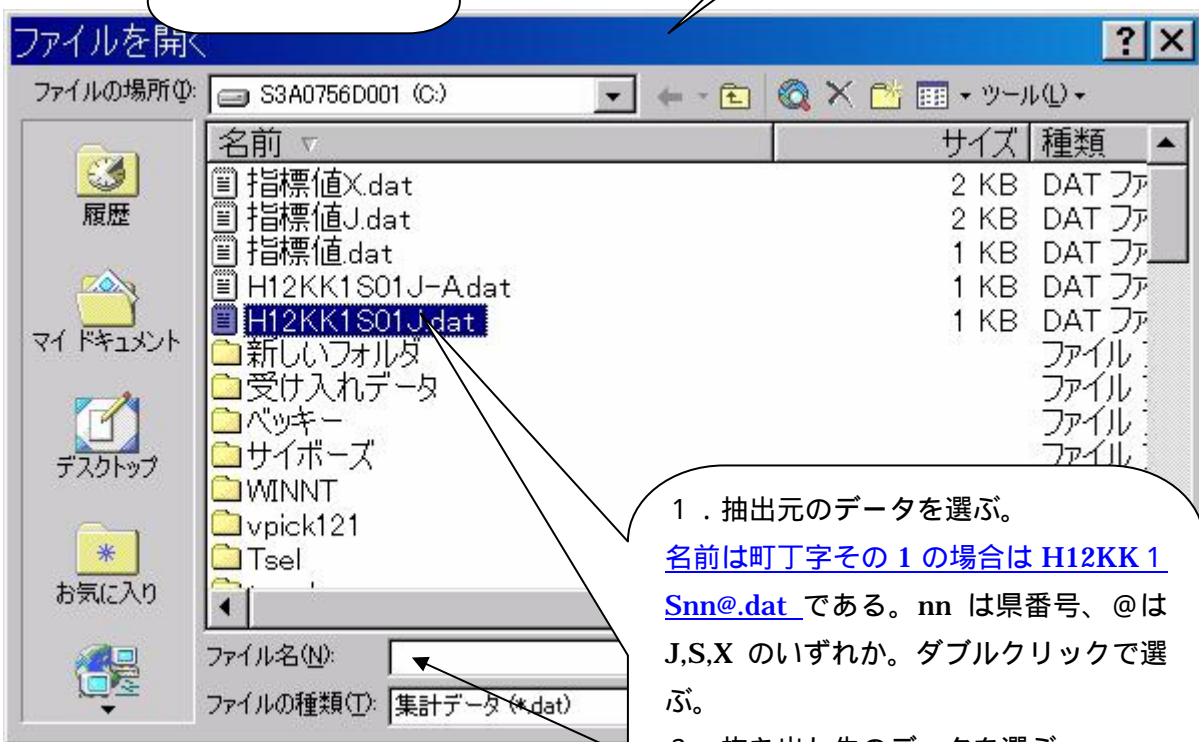 ファイルを開く
ファイルの場所(I): S3A0756D001 (C:) ツール(L)
名前 サイズ 種類
指標値X.dat 2 KB DAT ファ
指標値J.dat 2 KB DAT ファ
指標値.dat 1 KB DAT ファ
H12KK1S01J-A.dat 1 KB DAT ファ
H12KK1S01J.dat 1 KB DAT ファ
新しいフォルダ ファイル
受け入れデータ ファイル
ベッキー ファイル
サイボーズ ファイル
WINNT
vpick121
Tsel
履歴
マイ ドキュメント
デスクトップ
お気に入り
ファイル名(N):
ファイルの種類(T): 集計データ (*.dat)
1．抽出元のデータを選ぶ。
名前は町丁字その 1 の場合は H12KK１
Snn@.dat である。nn は県番号、＠は
J,S,X のいずれか。ダブルクリックで選
ぶ。